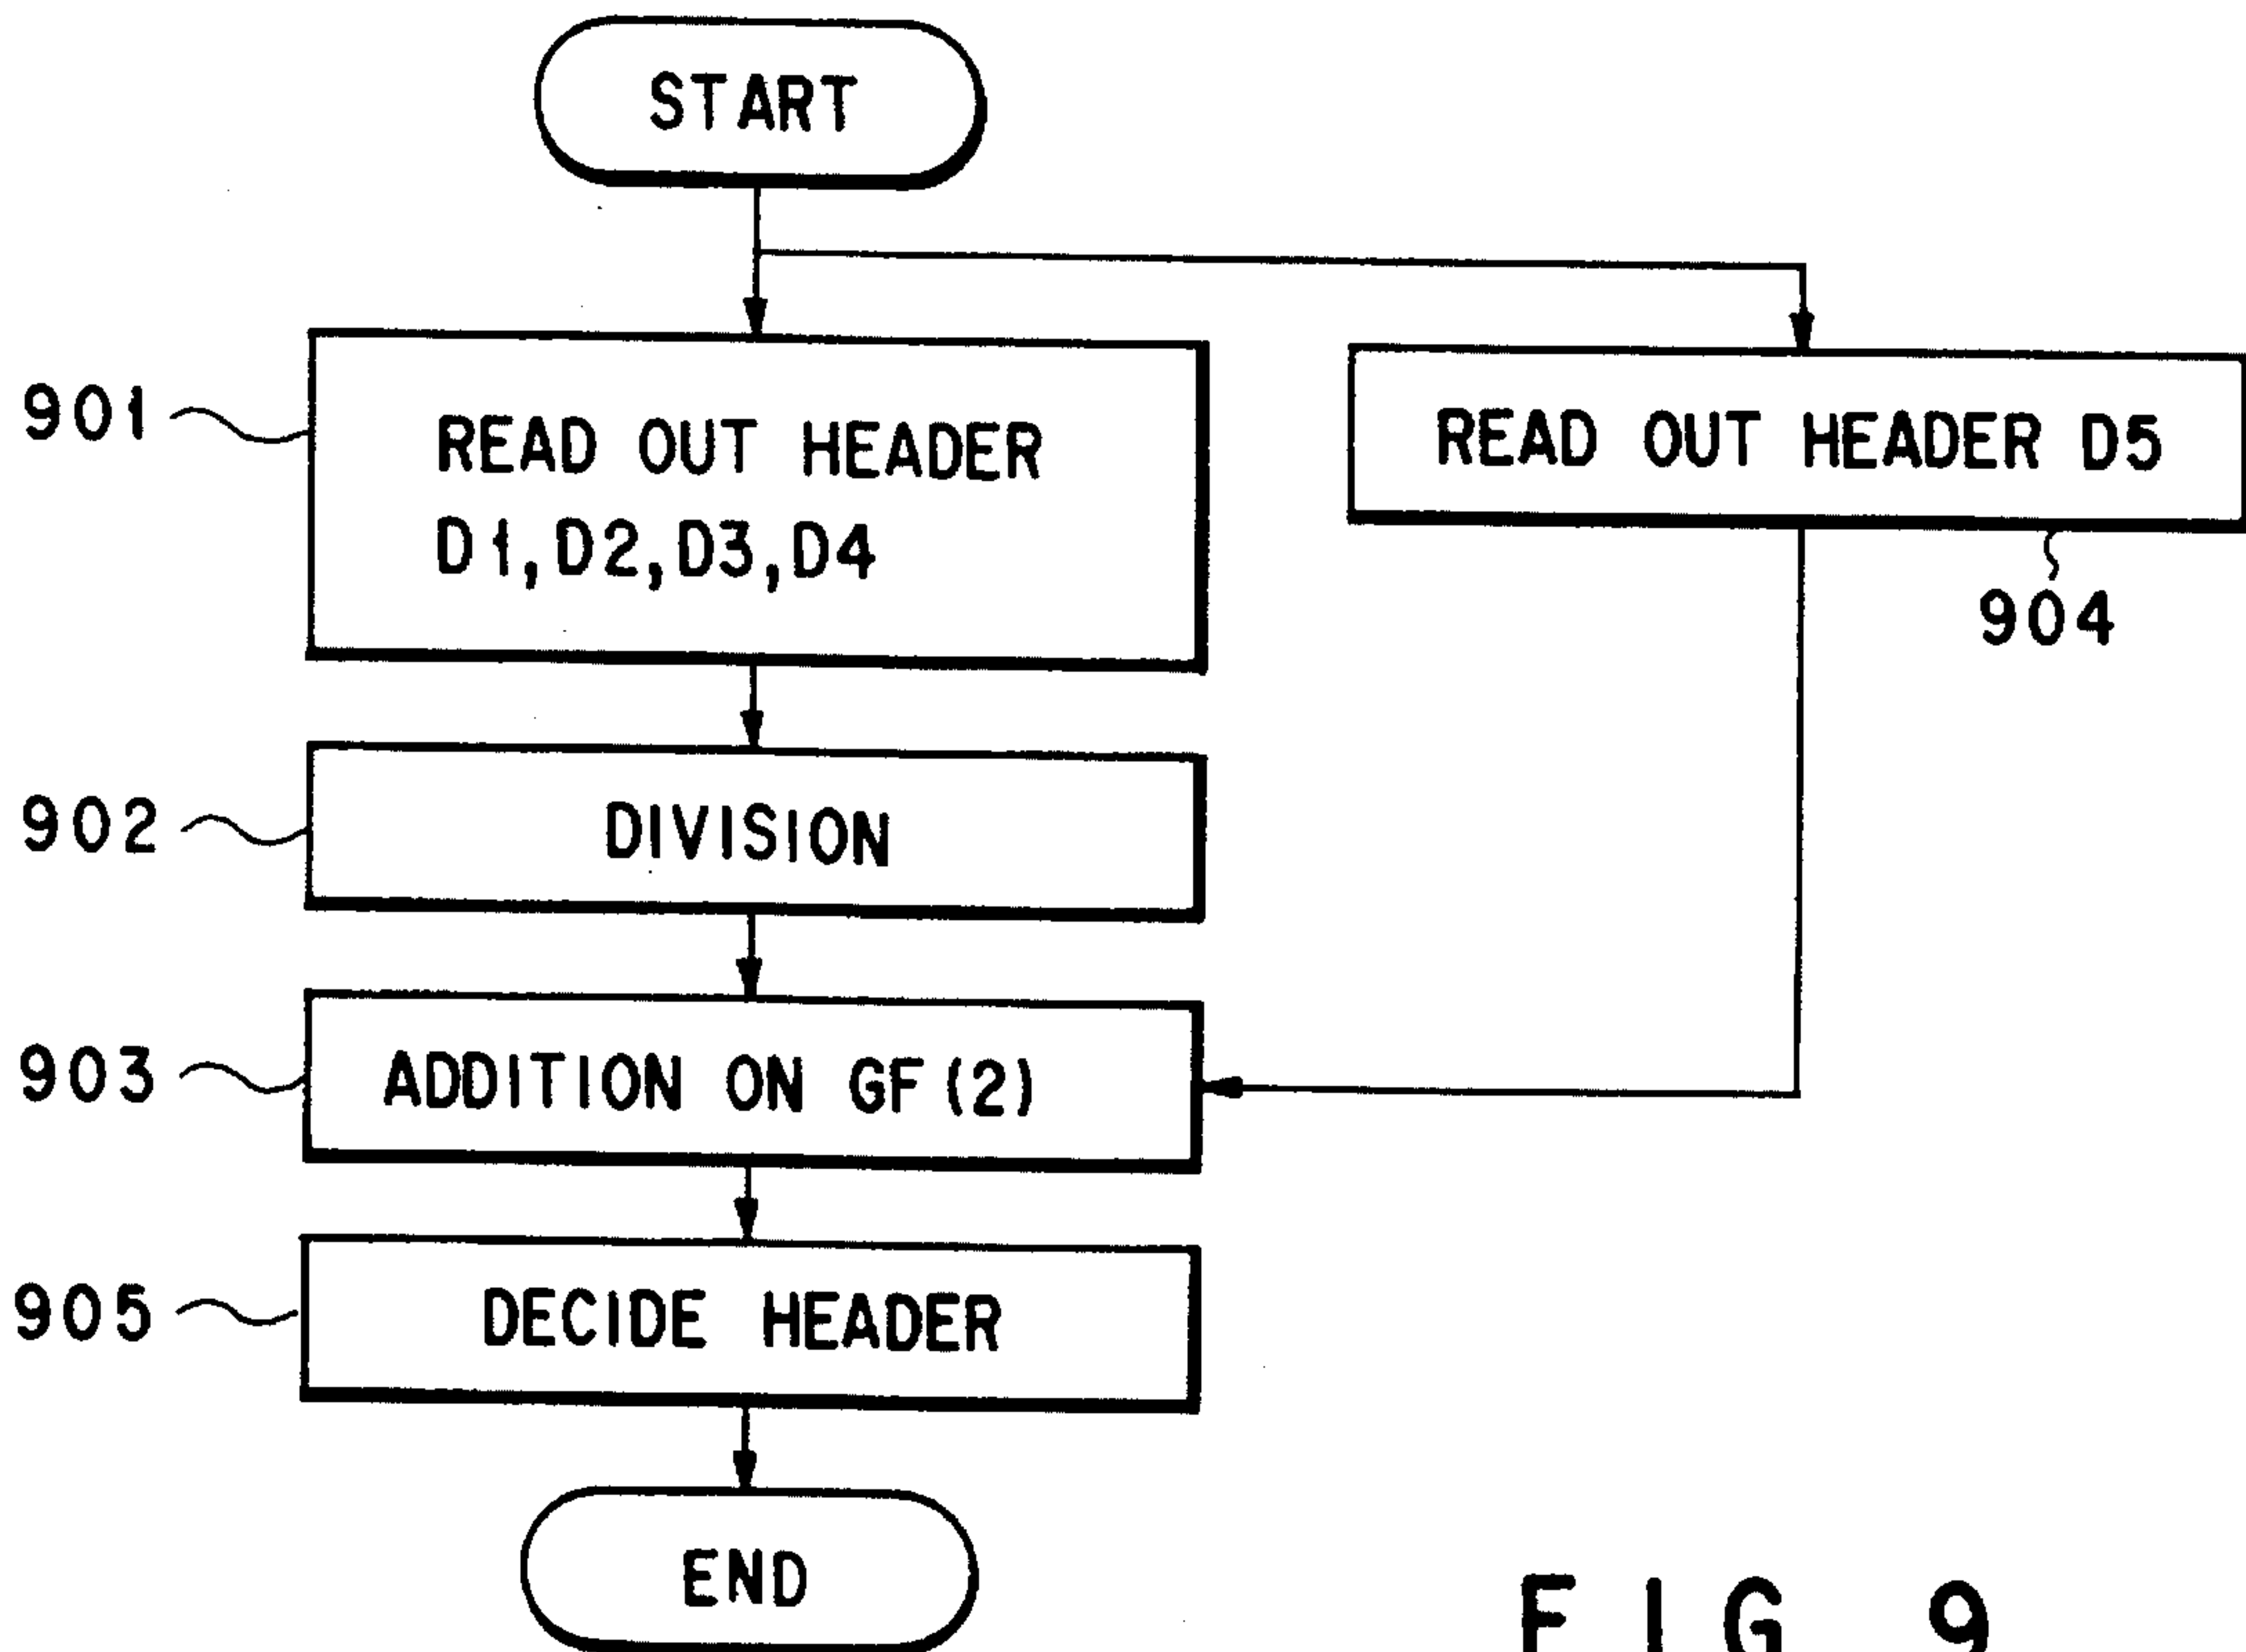 START
901
READ OUT HEADER
D1,D2,D3,D4
READ OUT HEADER D5
904
902
DIVISION
903
ADDITION ON GF(2)
905
DECIDE HEADER
END
FIG 9